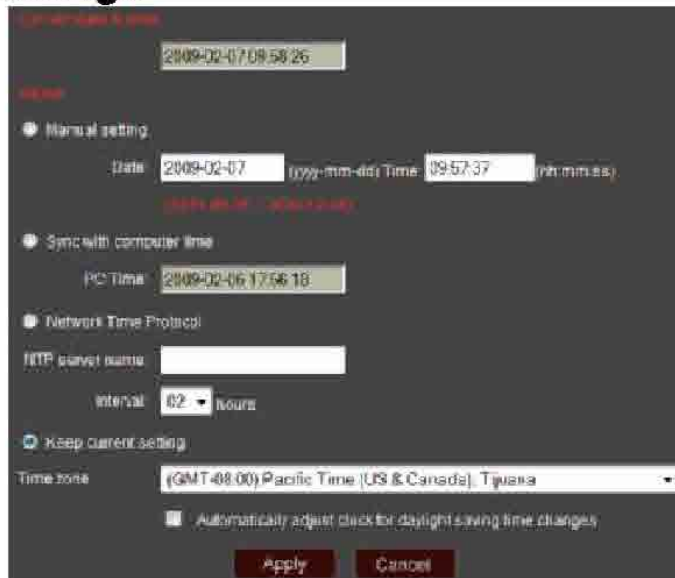 2009-02-07 09:58:26
Manual setting
Date 2009-02-07 (yyyy-mm-dd) Time 09:57:37 (hh:mm:ss)
Sync with computer time
PC Time 2009-02-06 17:56:18
Network Time Protocol
NTP server name
Interval 02 hours
Keep current setting
Time zone (GMT-08:00) Pacific Time (US & Canada), Tijuana
Automatically adjust clock for daylight saving time changes
Apply Cancel